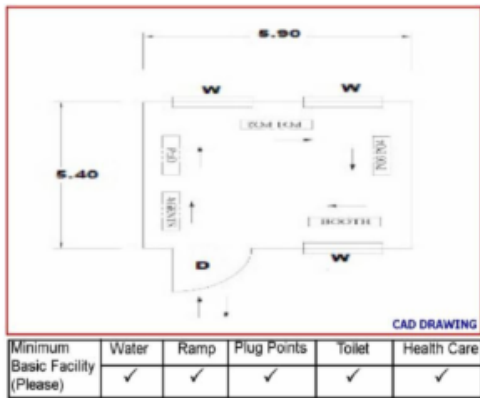 5.90
W W
5.40
BOOTH
W
D
CAD DRAWING
Minimum Basic Facility (Please) Water Ramp Plug Points Toilet Health Care
✓ ✓ ✓ ✓ ✓